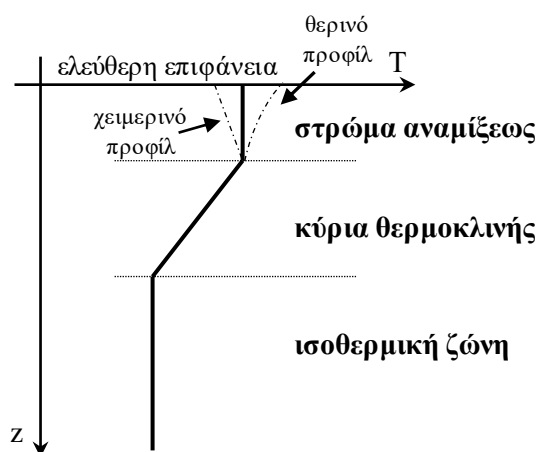 θερινό
προφίλ
ελεύθερη επιφάνεια
T
χειμερινό
προφίλ
στρώμα αναμίξεως
κύρια θερμοκλινής
ισοθερμική ζώνη
z